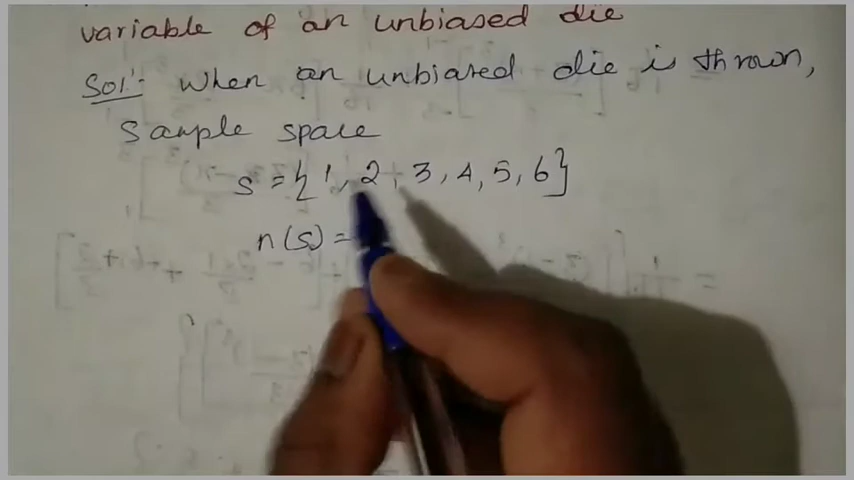 variable of an unbiased die
Sol:- When an unbiased die is thrown,
Sample space
S = { 1, 2, 3, 4, 5, 6 }
n(s) =